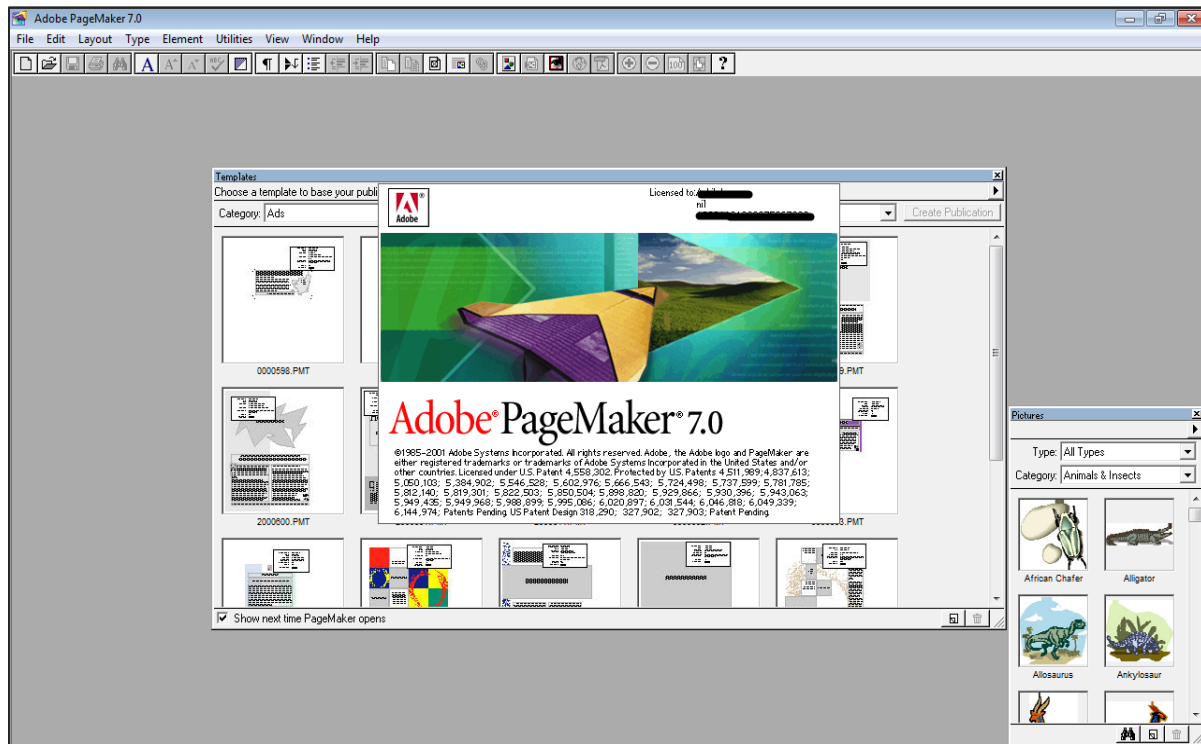 Adobe PageMaker 7.0
File Edit Layout Type Element Utilities View Window Help
Templates
Choose a template to base your publi
Category: Ads
Create Publication
Adobe
Licensed to:
nil
0000598.PMT
9.PMT
2000600.PMT
3.PMT
Adobe® PageMaker® 7.0
©1985-2001 Adobe Systems Incorporated. All rights reserved. Adobe, the Adobe logo and PageMaker are
either registered trademarks or trademarks of Adobe Systems Incorporated in the United States and/or
other countries. Licensed under U.S. Patent 4,558,302. Protected by U.S. Patents 4,511,989; 4,837,613;
5,050,103; 5,384,902; 5,546,528; 5,602,976; 5,666,543; 5,724,498; 5,737,599; 5,781,785;
5,812,140; 5,819,301; 5,822,503; 5,850,504; 5,898,820; 5,929,866; 5,930,396; 5,943,063;
5,949,435; 5,949,968; 5,988,899; 5,995,086; 6,020,897; 6,031,544; 6,046,818; 6,049,339;
6,144,974; Patents Pending. US Patent Design 318,290; 327,902; 327,903; Patent Pending.
Show next time PageMaker opens
Pictures
Type: All Types
Category: Animals & Insects
African Chafer Alligator
Allosaurus Ankylosaur